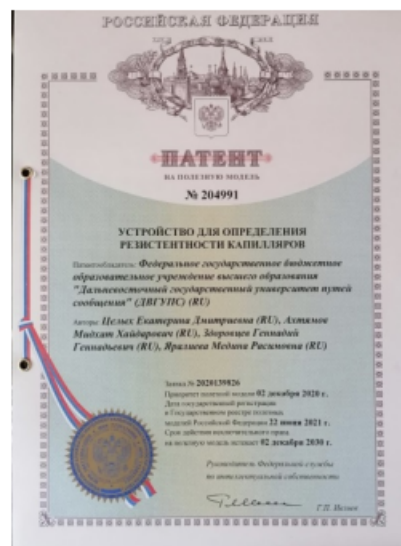 РОССИЙСКАЯ ФЕДЕРАЦИЯ
ПАТЕНТ
НА ПОЛЕЗНУЮ МОДЕЛЬ
№ 204991
УСТРОЙСТВО ДЛЯ ОПРЕДЕЛЕНИЯ
РЕЗИСТЕНТНОСТИ КАПИЛЛЯРОВ
Патентообладатель: Федеральное государственное бюджетное
образовательное учреждение высшего образования
"Дальневосточный государственный университет путей
сообщения" (ДВГУПС) (RU)
Авторы: Целых Екатерина Дмитриевна (RU), Ахтямов
Мидхат Хайдарович (RU), Здоровцев Геннадий
Геннадьевич (RU), Яралиева Медина Расимовна (RU)
Заявка № 2020139826
Приоритет полезной модели 02 декабря 2020 г.
Дата государственной регистрации
в Государственном реестре полезных
моделей Российской Федерации 22 июня 2021 г.
Срок действия исключительного права
на полезную модель истекает 02 декабря 2030 г.
Руководитель Федеральной службы
по интеллектуальной собственности
Г.П. Ивлиев